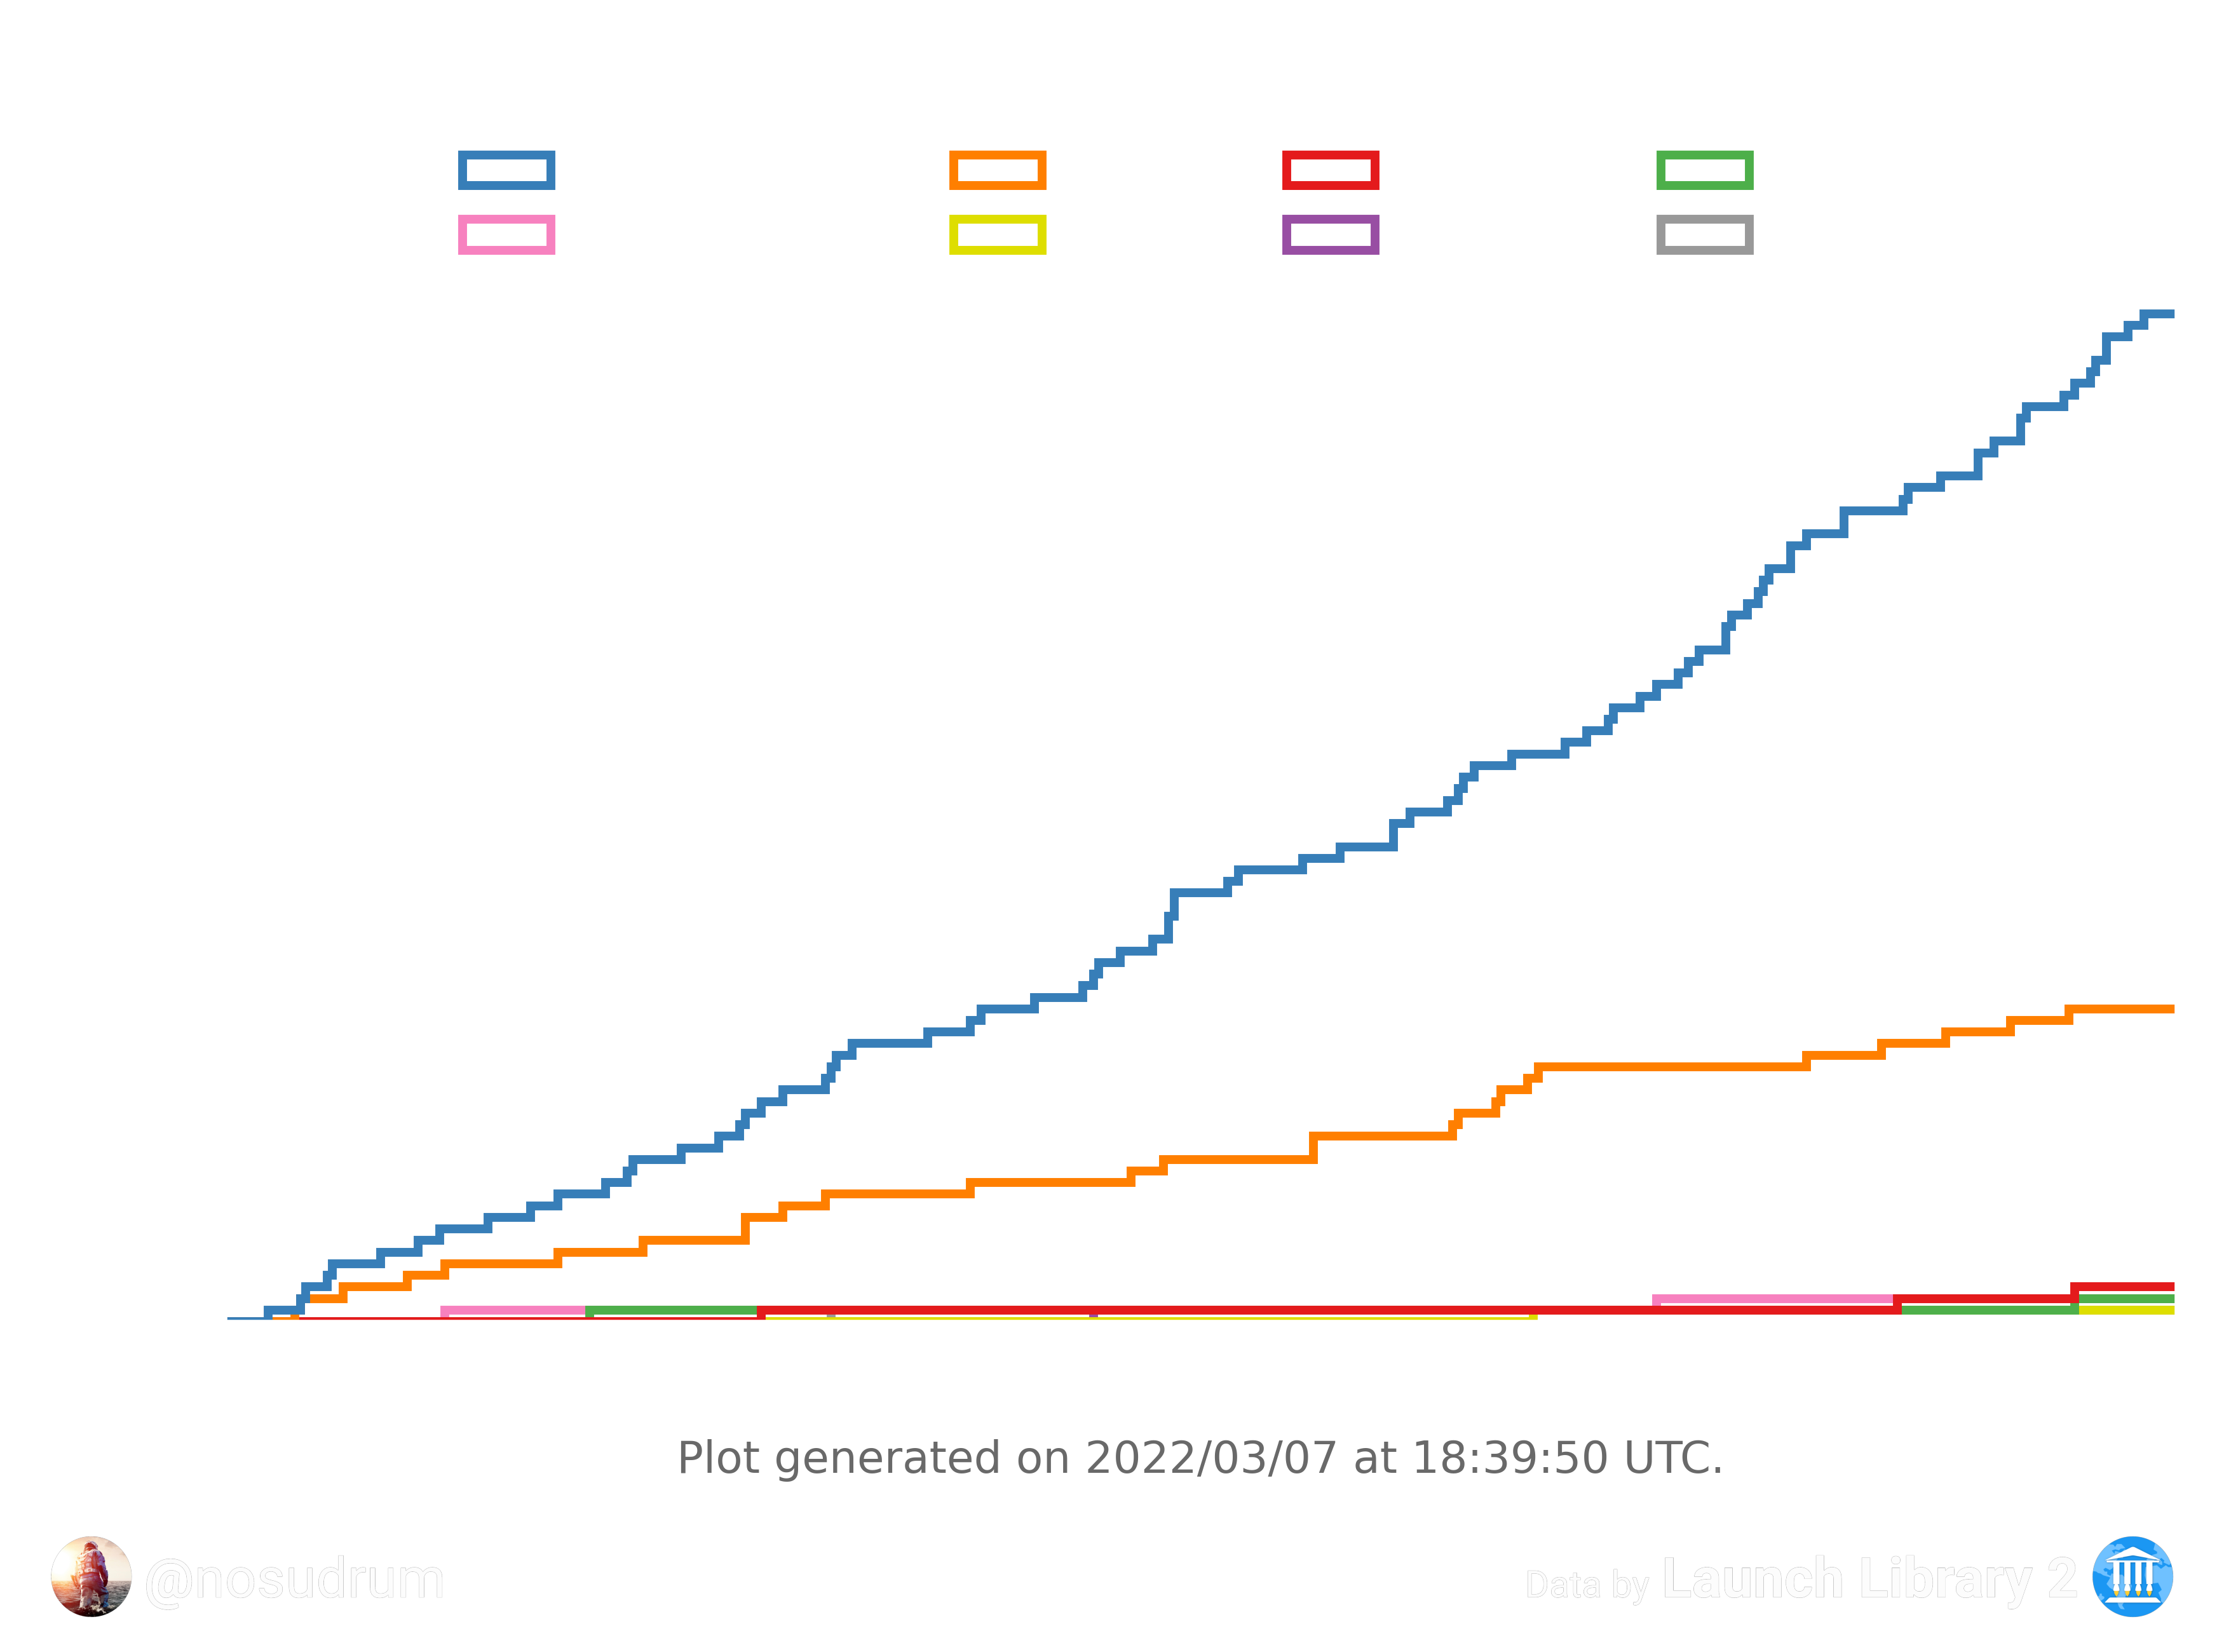 Plot generated on 2022/03/07 at 18:39:50 UTC.
@nosudrum
Data by Launch Library 2